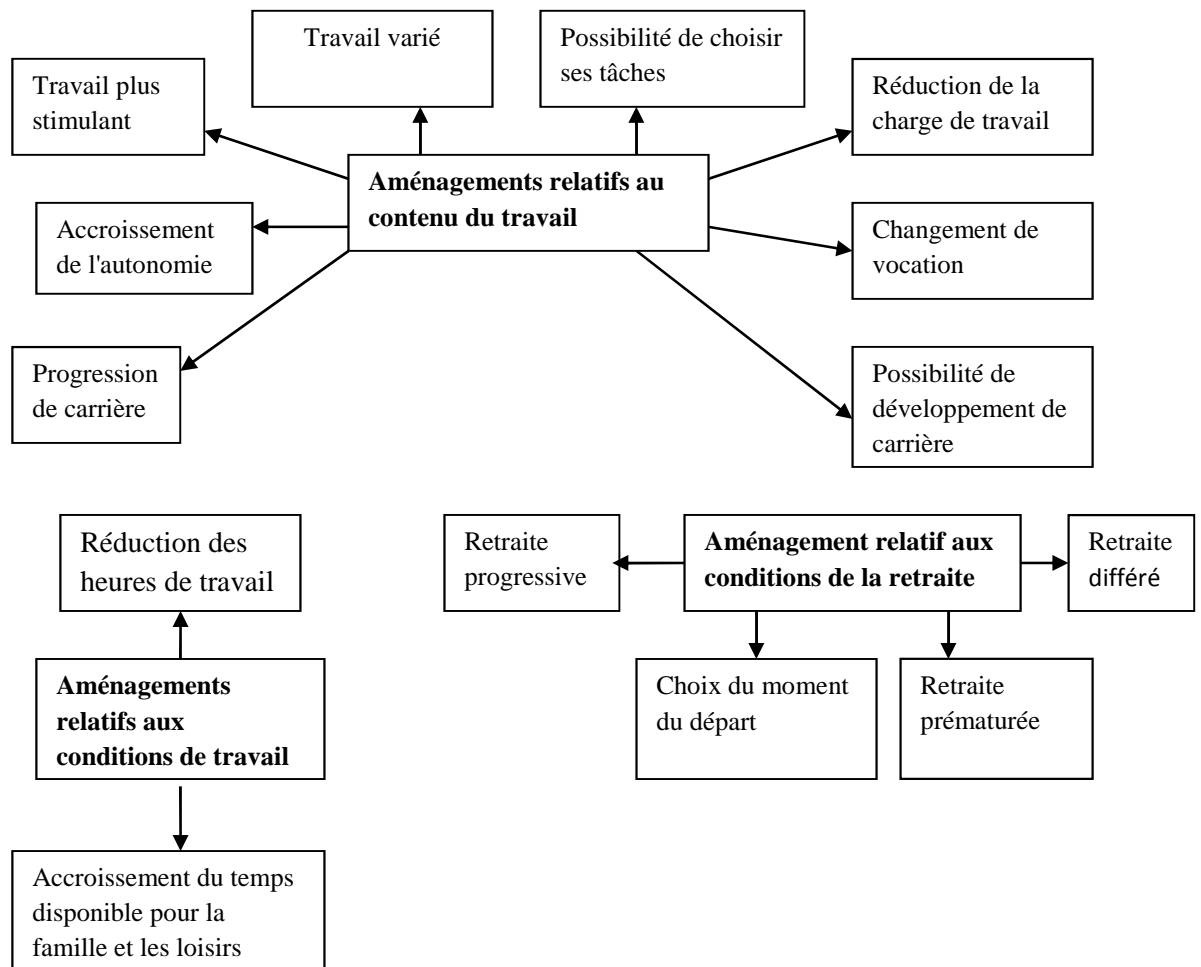 Travail varié
Possibilité de choisir
ses tâches
Travail plus
stimulant
Réduction de la
charge de travail
Aménagements relatifs au
contenu du travail
Accroissement
de l'autonomie
Changement de
vocation
Progression
de carrière
Possibilité de
développement de
carrière
Réduction des
heures de travail
Aménagements
relatifs aux
conditions de travail
Accroissement du temps
disponible pour la
famille et les loisirs
Retraite
progressive
Aménagement relatif aux
conditions de la retraite
Retraite
différé
Choix du moment
du départ
Retraite
prématurée